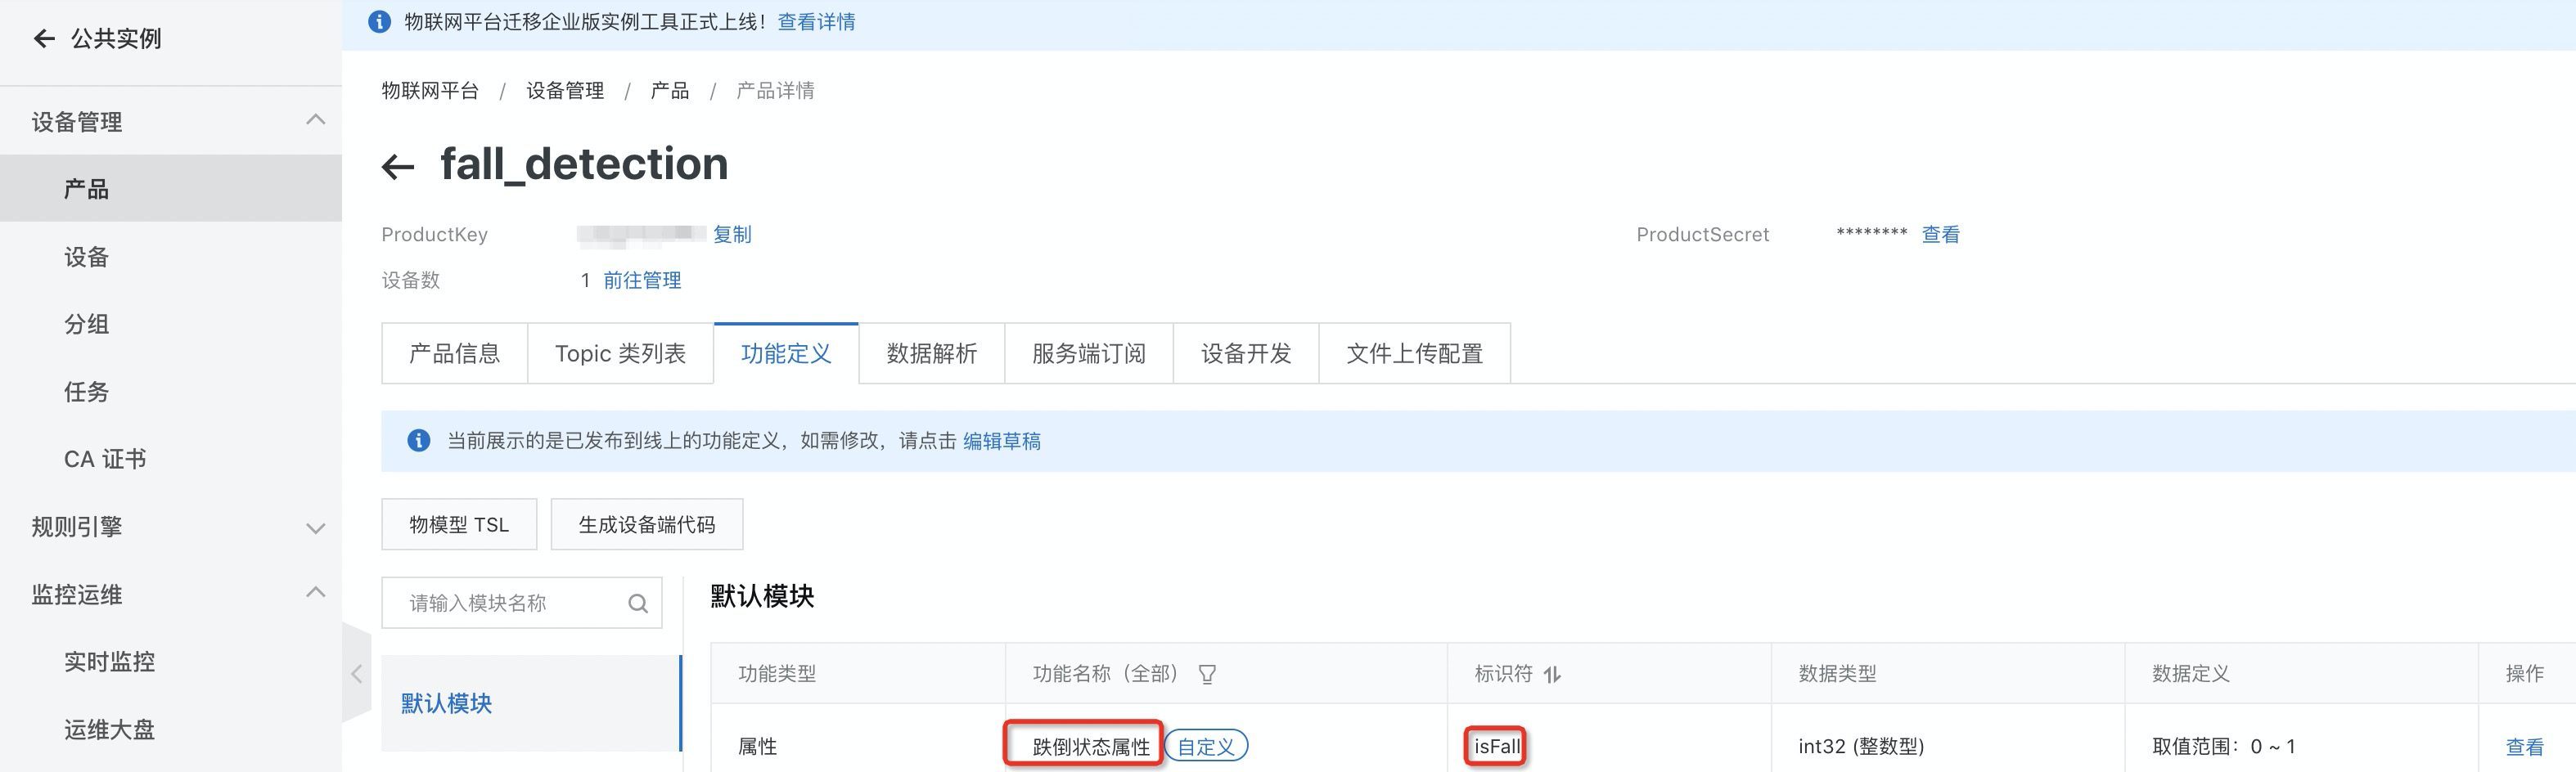 公共实例
设备管理
产品
设备
分组
任务
CA 证书
规则引擎
监控运维
实时监控
运维大盘
物联网平台迁移企业版实例工具正式上线！ 查看详情
物联网平台 / 设备管理 / 产品 / 产品详情
fall_detection
ProductKey 复制 ProductSecret ******** 查看
设备数 1 前往管理
产品信息 Topic 类列表 功能定义 数据解析 服务端订阅 设备开发 文件上传配置
当前展示的是已发布到线上的功能定义，如需修改，请点击 编辑草稿
物模型 TSL 生成设备端代码
请输入模块名称
默认模块
默认模块
功能类型 功能名称（全部） 标识符 数据类型 数据定义 操作
属性 跌倒状态属性 自定义 isFall int32 (整数型) 取值范围：0 ~ 1 查看